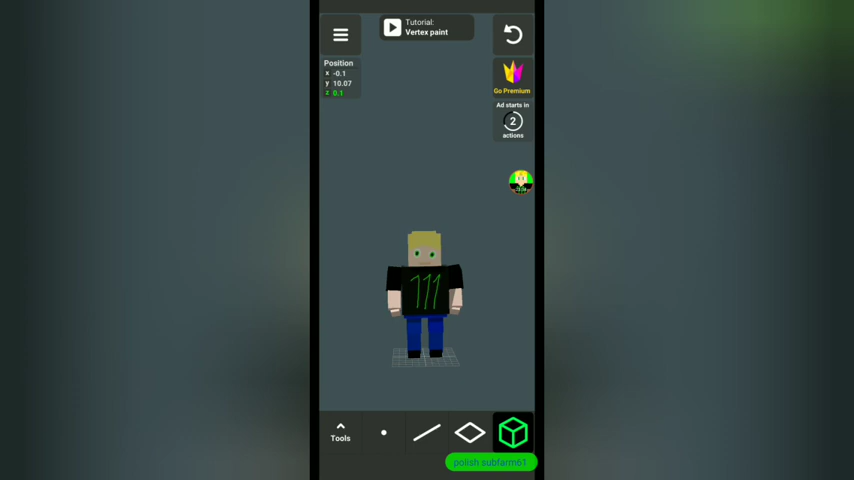 Tutorial:
Vertex paint
Position
x -0.1
y 10.07
z 0.1
Go Premium
Ad starts in
2
actions
111
Tools
polish subfarm61